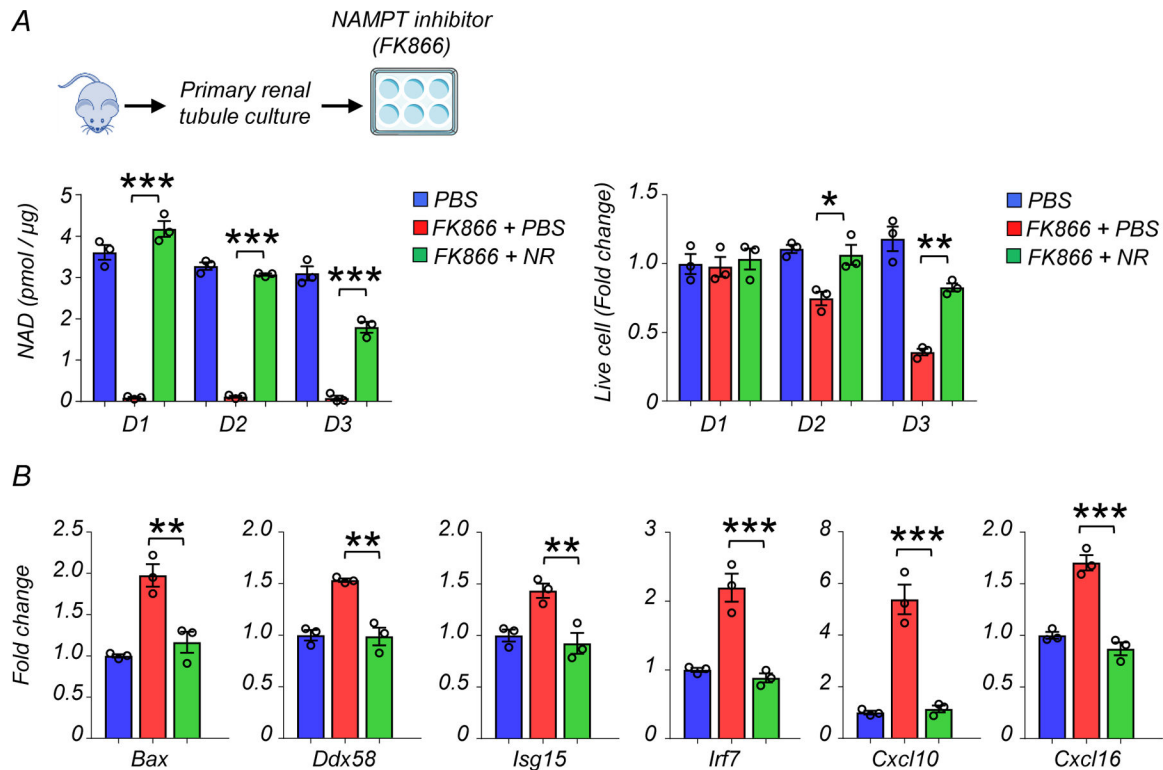 A
NAMPT inhibitor
(FK866)
Primary renal
tubule culture
NAD (pmol / µg)
5
4
3
2
1
0
***
***
***
D1
D2
D3
PBS
FK866 + PBS
FK866 + NR
Live cell (Fold change)
1.0
1.0
0.5
0
*
**
D1
D2
D3
PBS
FK866 + PBS
FK866 + NR
B
Fold change
2.5
2.0
1.5
1.0
0.5
0
**
Bax
2.0
1.5
1.0
0.5
0
**
Ddx58
2.0
1.5
1.0
0.5
0
**
Isg15
3
2
1
0
***
Irf7
10
8
6
4
2
0
***
Cxcl10
2.0
1.5
1.0
0.5
0
***
Cxcl16